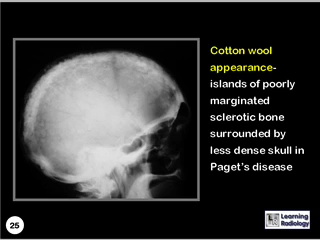 Cotton wool
appearance-
islands of poorly
marginated
sclerotic bone
surrounded by
less dense skull in
Paget's disease
25
Learning
Radiology